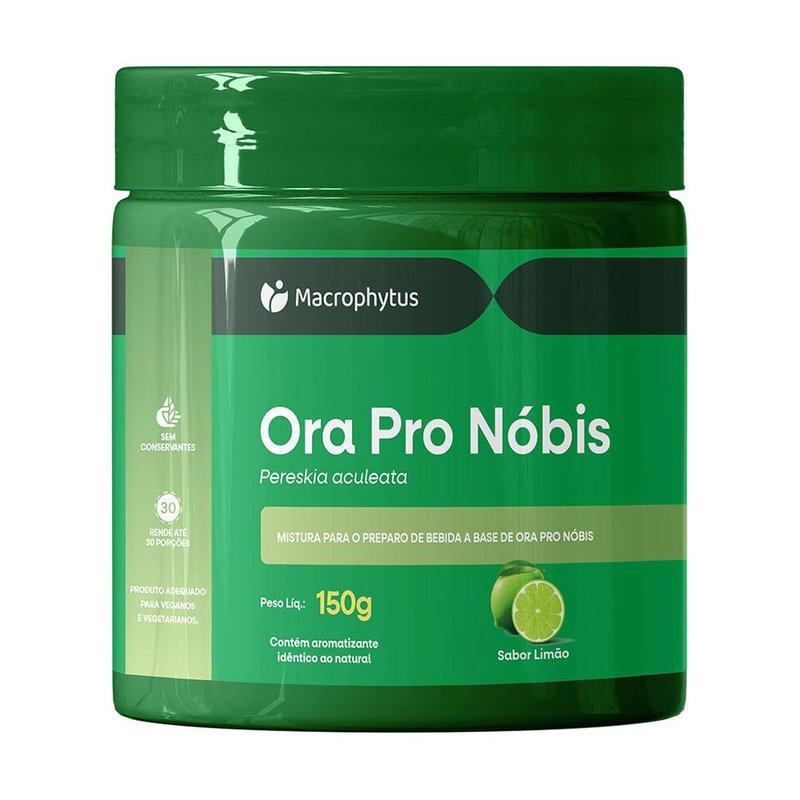 Macrophytus
Ora Pro Nóbis
Pereskia aculeata
MISTURA PARA O PREPARO DE BEBIDA A BASE DE ORA PRO NÓBIS
Peso Líq.: 150g
Contém aromatizante
idêntico ao natural
Sabor Limão
SEM
CONSERVANTES
30
RENDE ATÉ
30 PORÇÕES
PRODUTO ADEQUADO
PARA VEGANOS
E VEGETARIANOS.